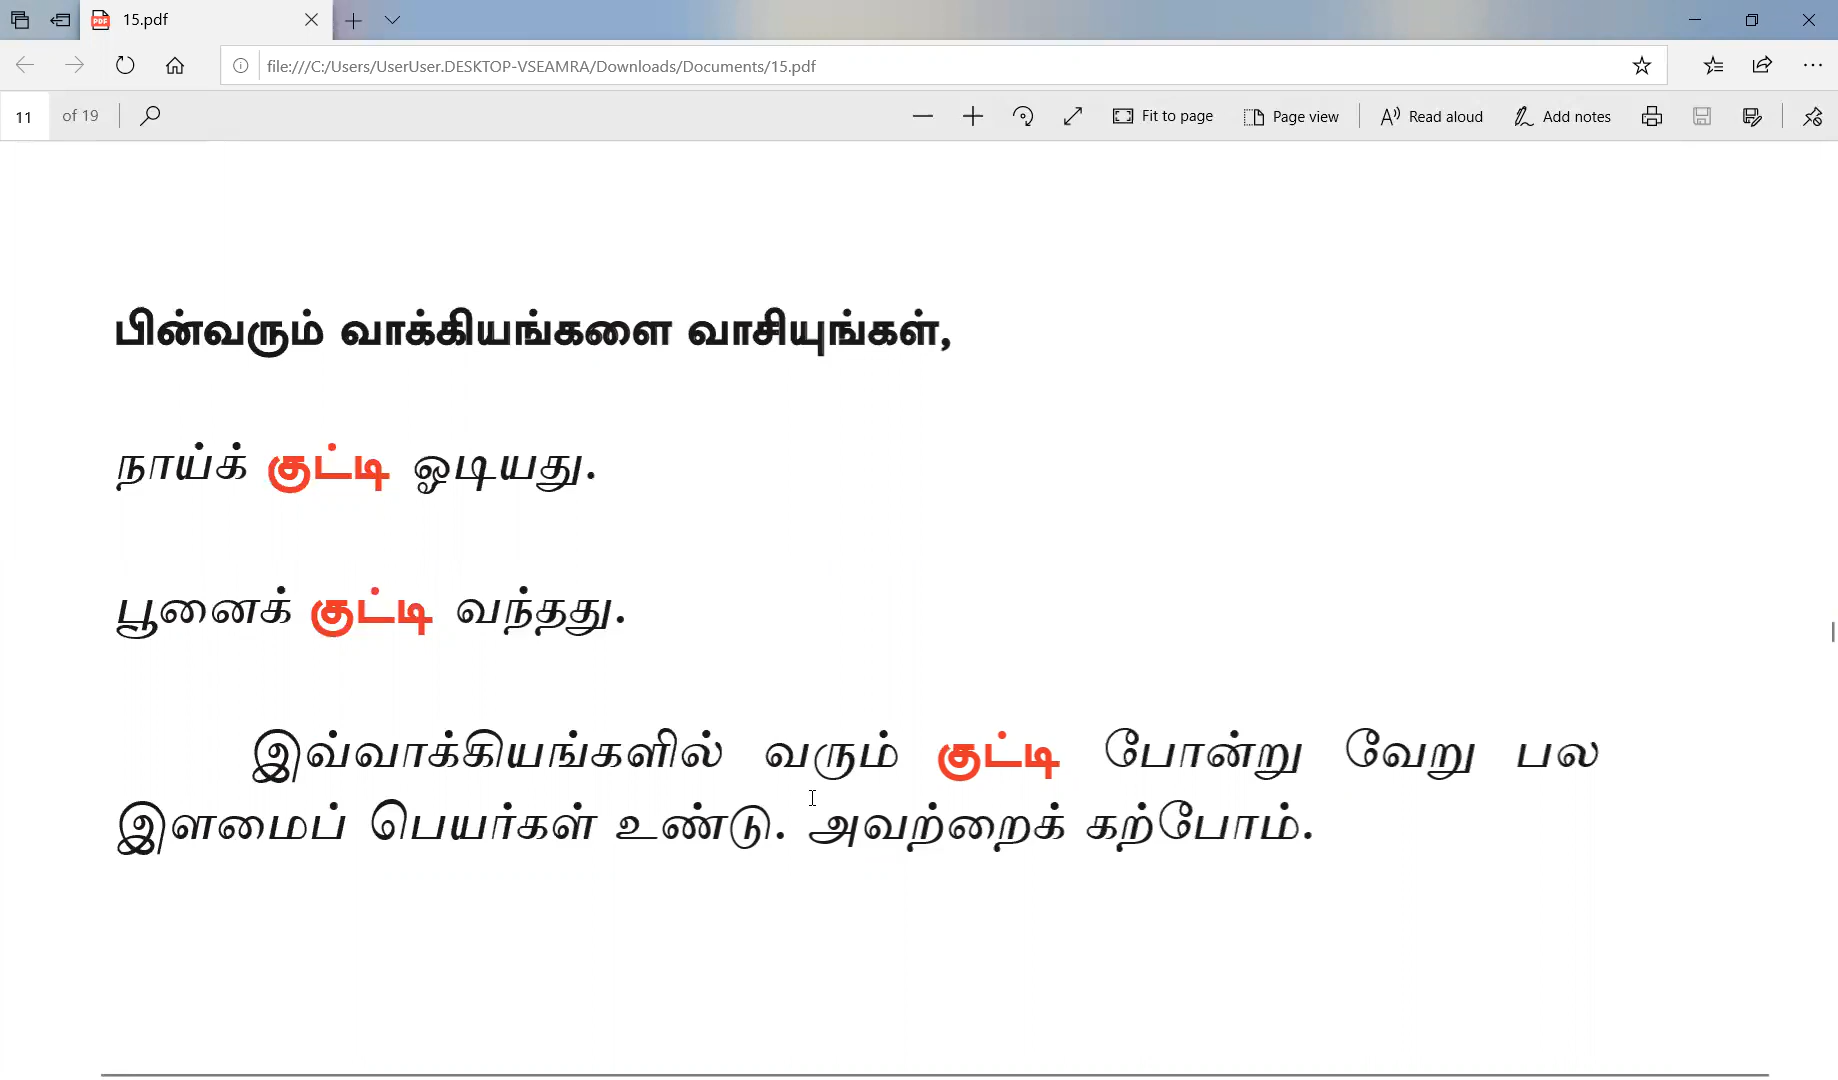 15.pdf
file:///C:/Users/UserUser.DESKTOP-VSEAMRA/Downloads/Documents/15.pdf
11 of 19 Fit to page Page view Read aloud Add notes
பின்வரும் வாக்கியங்களை வாசியுங்கள்,
நாய்க் குட்டி ஓடியது.
பூனைக் குட்டி வந்தது.
இவ்வாக்கியங்களில் வரும் குட்டி போன்று வேறு பல
இளமைப் பெயர்கள் உண்டு. அவற்றைக் கற்போம்.